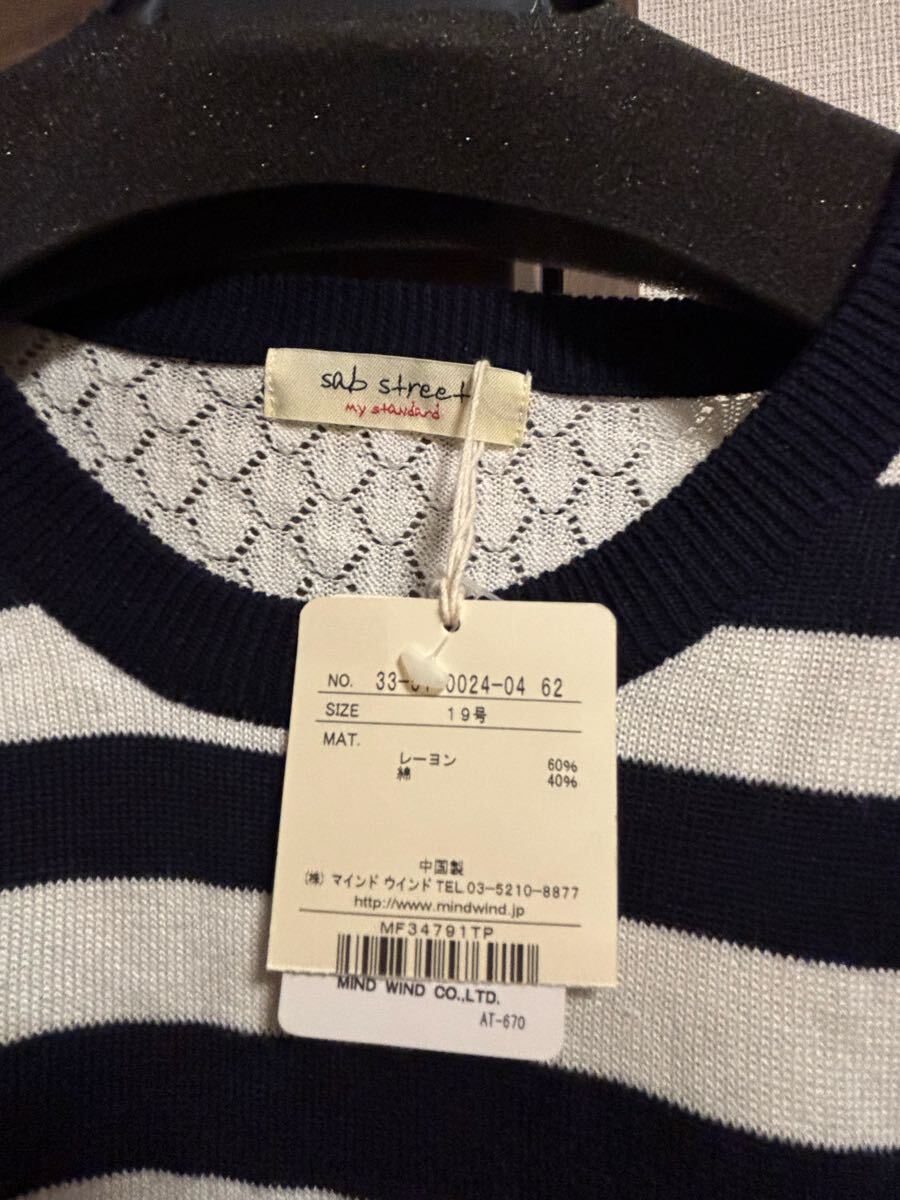 sab street
my standard
NO. 0024-04 62
SIZE 19号
MAT.
レーヨン 60%
綿 40%
中国製
(株) マインド ウインド TEL 03-5210-8877
http://www.mindwind.jp
MF34791TP
MIND WIND CO.,LTD.
AT-670